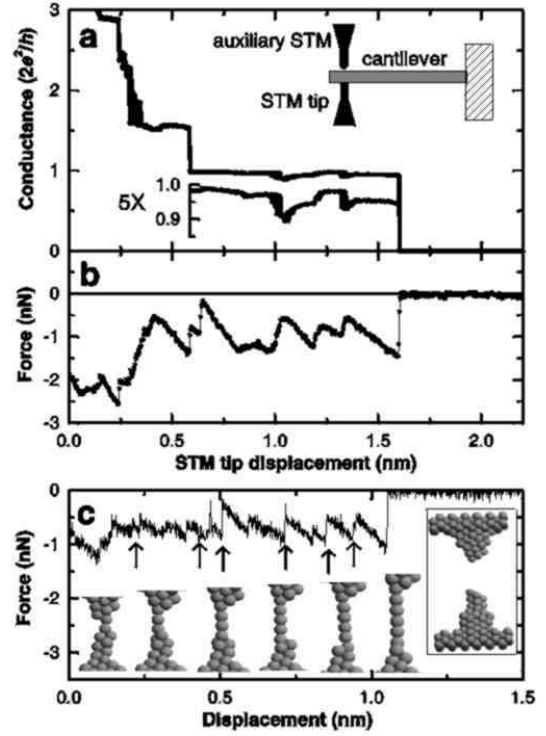 a
auxiliary STM
cantilever
STM tip
Conductance (2e²/h)
3
2
1
0
5X
1.0
0.9
b
Force (nN)
0
-1
-2
-3
0.0 0.5 1.0 1.5 2.0
STM tip displacement (nm)
c
Force (nN)
0
-1
-2
-3
0.0 0.5 1.0 1.5
Displacement (nm)